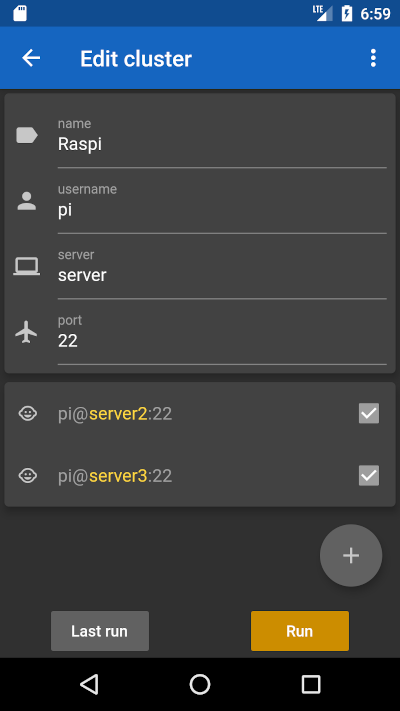 LTE 6:59
Edit cluster
name
Raspi
username
pi
server
server
port
22
pi@server2:22
pi@server3:22
Last run
Run